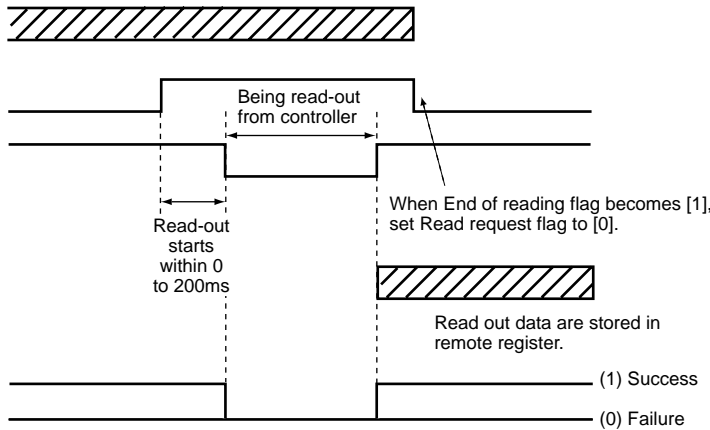 Being read-out
from controller
When End of reading flag becomes [1],
set Read request flag to [0].
Read-out
starts
within 0
to 200ms
Read out data are stored in
remote register.
(1) Success
(0) Failure